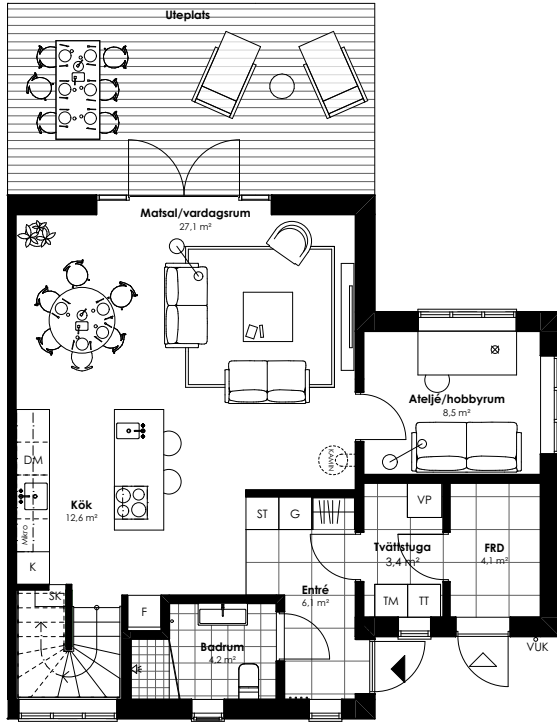 Uteplats
Matsal/vardagsrum
27,1 m²
Ateljé/hobbyrum
8,5 m²
KAMIN
DM
Kök
12,6 m²
Mikro
K
ST
G
VP
Tvättstuga
3,4 m²
FRD
4,1 m²
Entré
6,1 m²
SK
F
TM
TT
Badrum
4,2 m²
VUK